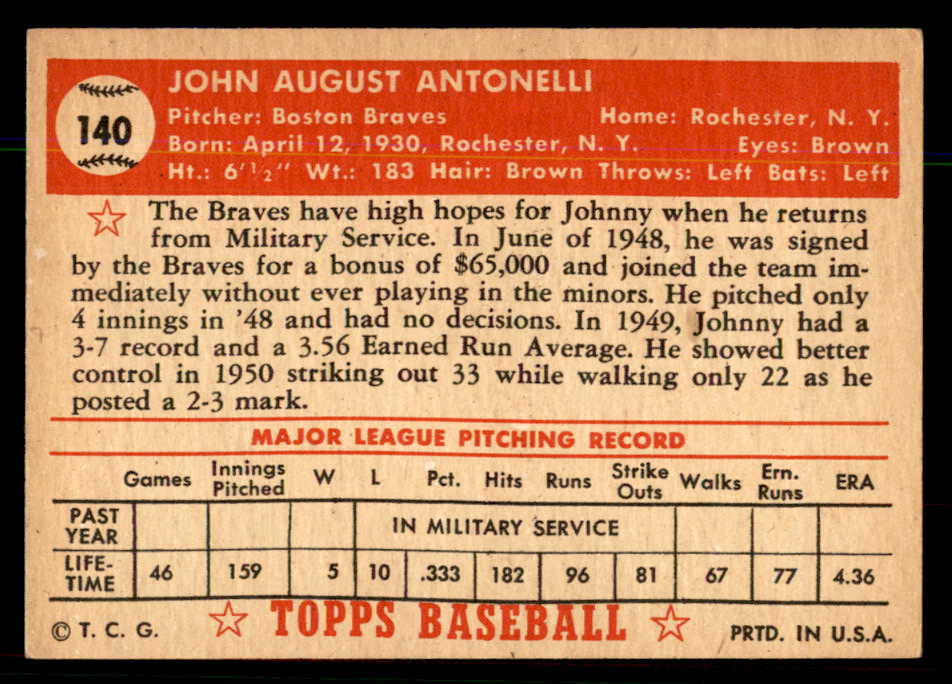 JOHN AUGUST ANTONELLI
140
Pitcher: Boston Braves Home: Rochester, N. Y.
Born: April 12, 1930, Rochester, N. Y. Eyes: Brown
Ht.: 6'½" Wt.: 183 Hair: Brown Throws: Left Bats: Left
The Braves have high hopes for Johnny when he returns
from Military Service. In June of 1948, he was signed
by the Braves for a bonus of $65,000 and joined the team im-
mediately without ever playing in the minors. He pitched only
4 innings in '48 and had no decisions. In 1949, Johnny had a
3-7 record and a 3.56 Earned Run Average. He showed better
control in 1950 striking out 33 while walking only 22 as he
posted a 2-3 mark.
MAJOR LEAGUE PITCHING RECORD
Games Innings Pitched W L Pct. Hits Runs Strike Outs Walks Ern. Runs ERA
PAST YEAR IN MILITARY SERVICE
LIFE-TIME 46 159 5 10 .333 182 96 81 67 77 4.36
© T. C. G. TOPPS BASEBALL PRTD. IN U.S.A.